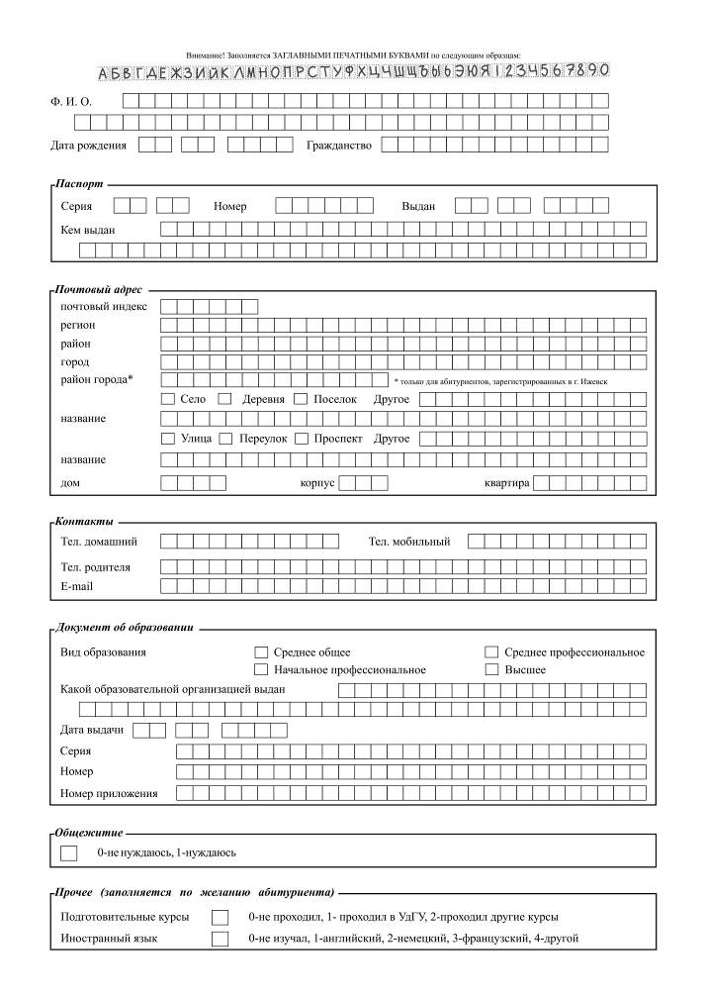 Внимание! Заполняется ЗАГЛАВНЫМИ ПЕЧАТНЫМИ БУКВАМИ по следующим образцам:
АБВГДЕЖЗИЙКЛМНОПРСТУФХЦЧШЩЪЫЬЭЮЯ1234567890
Ф. И. О.
Дата рождения Гражданство
Паспорт
Серия Номер Выдан
Кем выдан
Почтовый адрес
почтовый индекс
регион
район
город
район города* * только для абитуриентов, зарегистрированных в г. Ижевск
Село Деревня Поселок Другое
название
Улица Переулок Проспект Другое
название
дом корпус квартира
Контакты
Тел. домашний Тел. мобильный
Тел. родителя
E-mail
Документ об образовании
Вид образования Среднее общее Среднее профессиональное
Начальное профессиональное Высшее
Какой образовательной организацией выдан
Дата выдачи
Серия
Номер
Номер приложения
Общежитие
0-не нуждаюсь, 1-нуждаюсь
Прочее (заполняется по желанию абитуриента)
Подготовительные курсы 0-не проходил, 1- проходил в УдГУ, 2-проходил другие курсы
Иностранный язык 0-не изучал, 1-английский, 2-немецкий, 3-французский, 4-другой